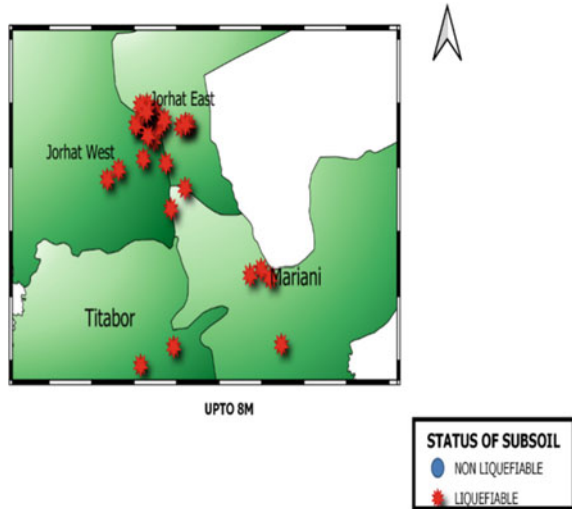 Jorhat East
Jorhat West
Mariani
Titabor
UPTO 8M
STATUS OF SUBSOIL
NON LIQUEFIABLE
LIQUEFIABLE